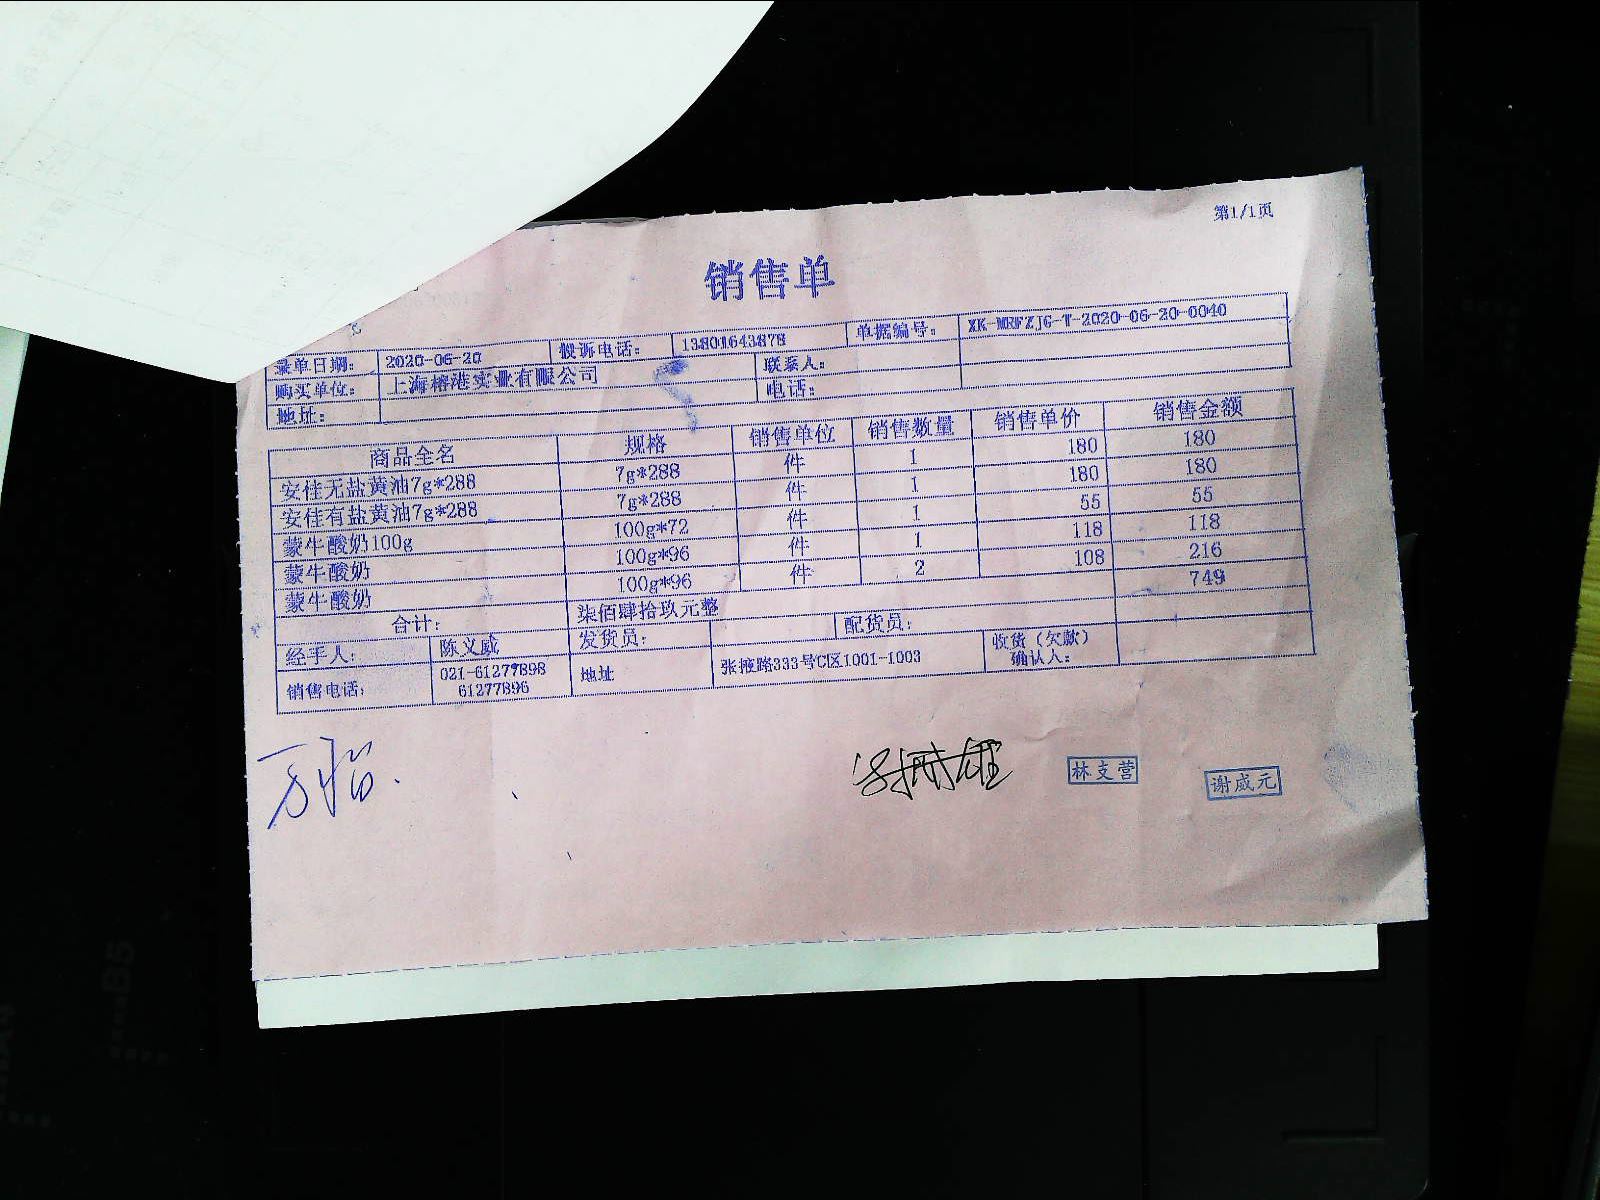 第1/1页
销售单
录单日期: 2020-06-20 投诉电话: 13801643878 单据编号: XK-MRFZJG-T-2020-06-20-0040
购买单位: 上海榕港实业有限公司 联系人:
地址: 电话:
商品全名 规格 销售单位 销售数量 销售单价 销售金额
安佳无盐黄油7g*288 7g*288 件 1 180 180
安佳有盐黄油7g*288 7g*288 件 1 180 180
蒙牛酸奶100g 100g*72 件 1 55 55
蒙牛酸奶 100g*96 件 1 118 118
蒙牛酸奶 100g*96 件 2 108 216
合计: 柒佰肆拾玖元整 749
经手人: 陈义威 发货员: 配货员:
销售电话: 021-61277898 61277896 地址 张掖路333号C区1001-1003 收货(欠款)确认人:
林支营
谢威元